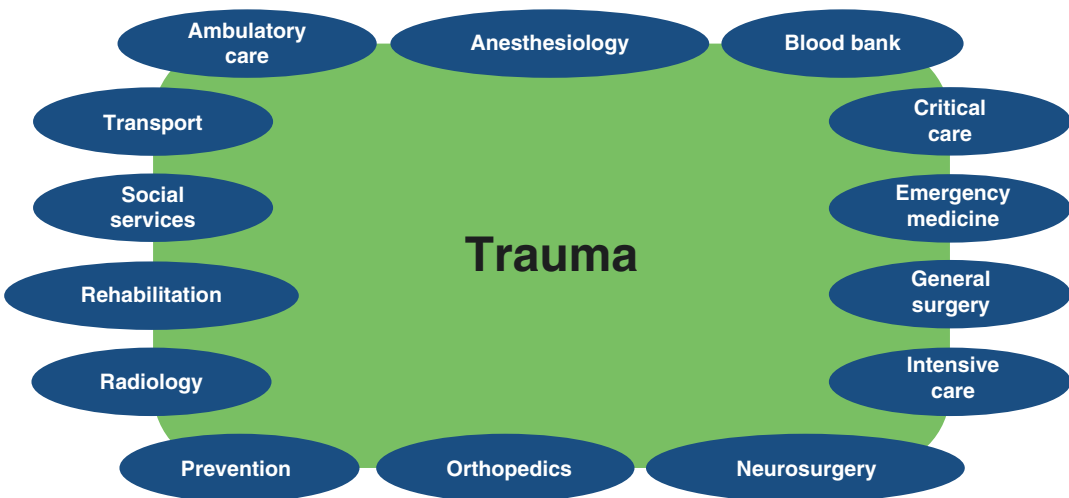 Ambulatory
care
Anesthesiology
Blood bank
Transport
Critical
care
Social
services
Emergency
medicine
Trauma
Rehabilitation
General
surgery
Radiology
Intensive
care
Prevention
Orthopedics
Neurosurgery